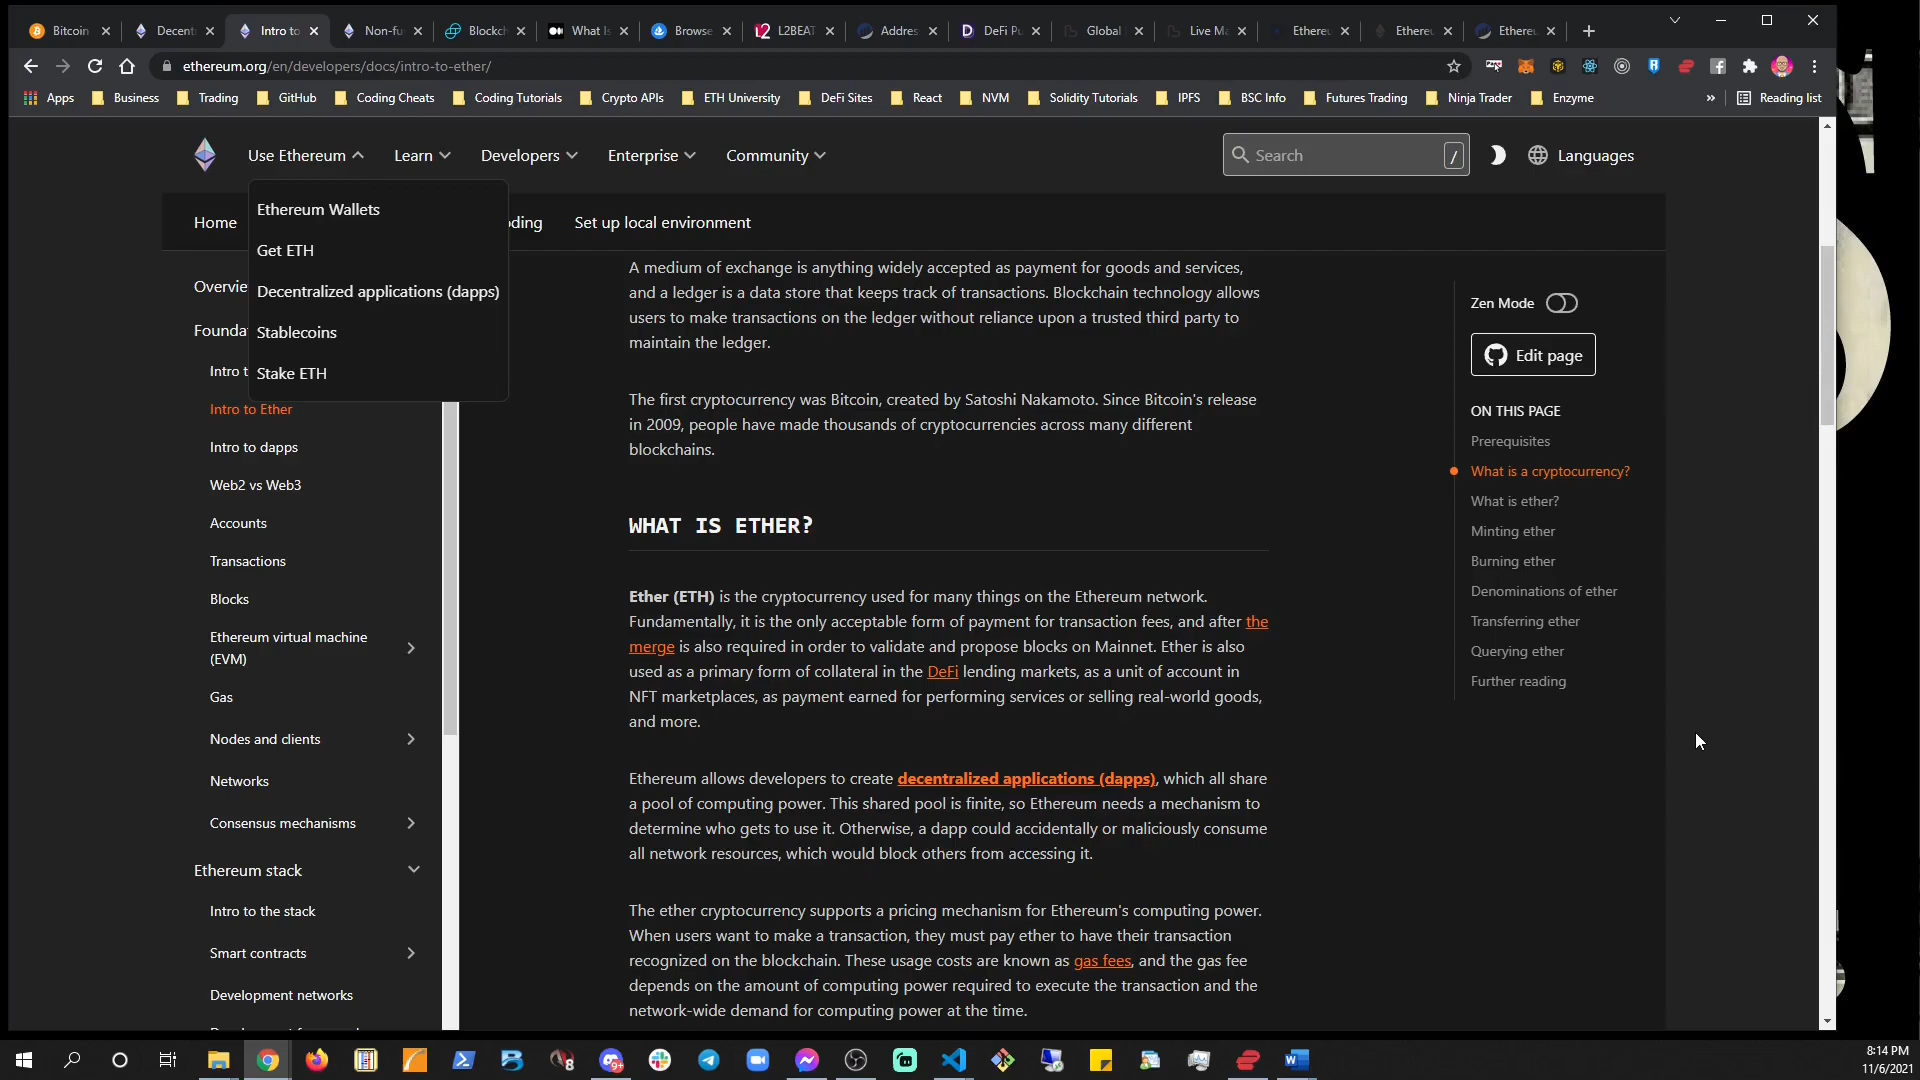 Bitcoin
Decent
Intro to
Non-fu
Blockch
What Is
Browse
L2BEAT
Addres
DeFi Pu
Global
Live Ma
Ethereu
Ethereu
Ethereu
ethereum.org/en/developers/docs/intro-to-ether/
Apps
Business
Trading
GitHub
Coding Cheats
Coding Tutorials
Crypto APIs
ETH University
DeFi Sites
React
NVM
Solidity Tutorials
IPFS
BSC Info
Futures Trading
Ninja Trader
Enzyme
»
Reading list
Use Ethereum
Learn
Developers
Enterprise
Community
Search
/
Languages
Ethereum Wallets
Get ETH
Decentralized applications (dapps)
Stablecoins
Stake ETH
Home
oding
Set up local environment
Overvie
Founda
Intro t
Intro to Ether
Intro to dapps
Web2 vs Web3
Accounts
Transactions
Blocks
Ethereum virtual machine
(EVM)
Gas
Nodes and clients
Networks
Consensus mechanisms
Ethereum stack
Intro to the stack
Smart contracts
Development networks
A medium of exchange is anything widely accepted as payment for goods and services,
and a ledger is a data store that keeps track of transactions. Blockchain technology allows
users to make transactions on the ledger without reliance upon a trusted third party to
maintain the ledger.
The first cryptocurrency was Bitcoin, created by Satoshi Nakamoto. Since Bitcoin's release
in 2009, people have made thousands of cryptocurrencies across many different
blockchains.
WHAT IS ETHER?
Ether (ETH) is the cryptocurrency used for many things on the Ethereum network.
Fundamentally, it is the only acceptable form of payment for transaction fees, and after the
merge is also required in order to validate and propose blocks on Mainnet. Ether is also
used as a primary form of collateral in the DeFi lending markets, as a unit of account in
NFT marketplaces, as payment earned for performing services or selling real-world goods,
and more.
Ethereum allows developers to create decentralized applications (dapps), which all share
a pool of computing power. This shared pool is finite, so Ethereum needs a mechanism to
determine who gets to use it. Otherwise, a dapp could accidentally or maliciously consume
all network resources, which would block others from accessing it.
The ether cryptocurrency supports a pricing mechanism for Ethereum's computing power.
When users want to make a transaction, they must pay ether to have their transaction
recognized on the blockchain. These usage costs are known as gas fees, and the gas fee
depends on the amount of computing power required to execute the transaction and the
network-wide demand for computing power at the time.
Zen Mode
Edit page
ON THIS PAGE
Prerequisites
What is a cryptocurrency?
What is ether?
Minting ether
Burning ether
Denominations of ether
Transferring ether
Querying ether
Further reading
8:14 PM
11/6/2021